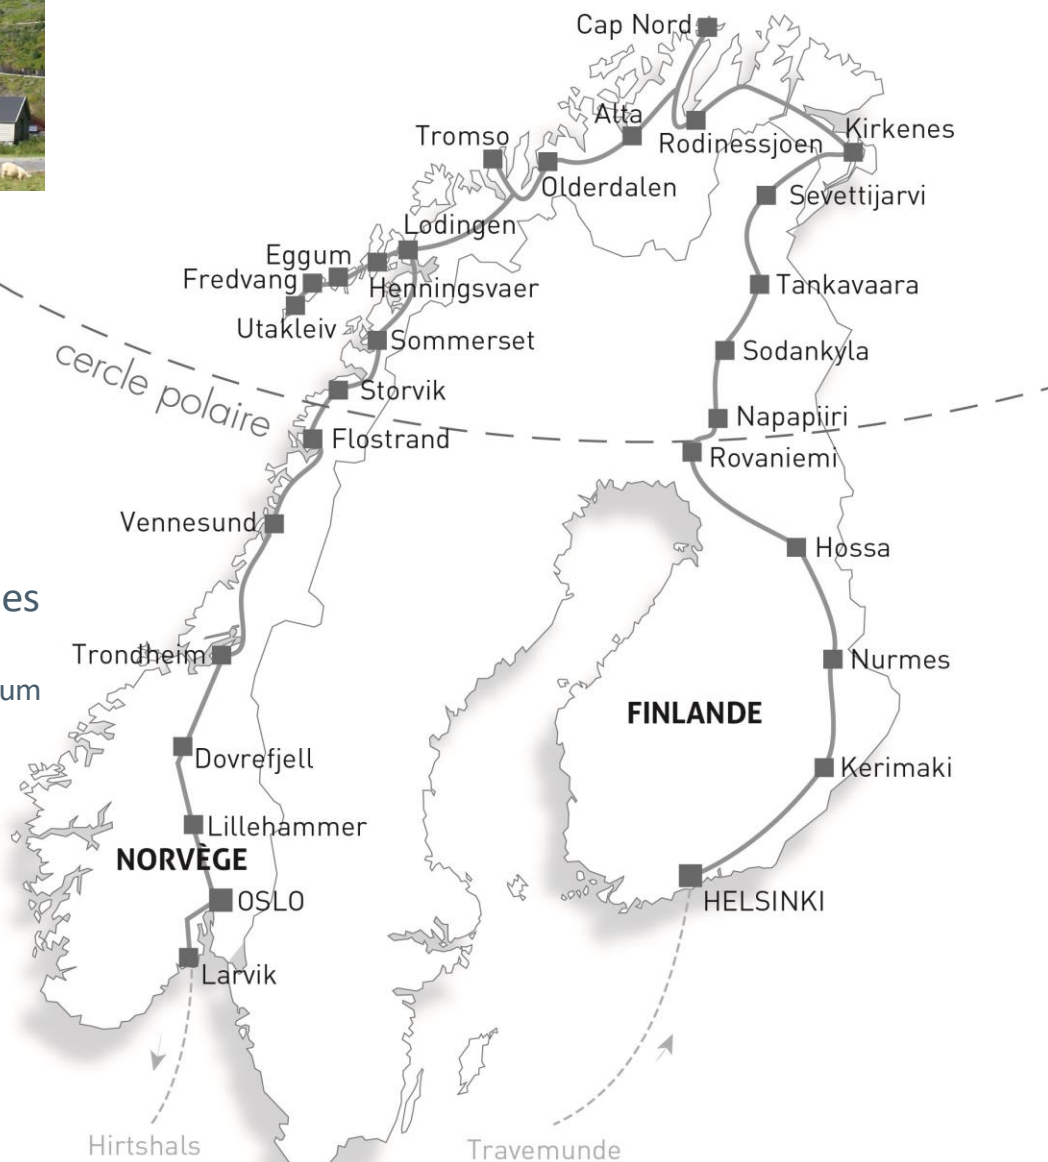 Cap Nord
Alta
Tromso
Rodinessjoen
Kirkenes
Olderdalen
Sevettijarvi
Lodingen
Eggum
Fredvang
Henningsvaer
Tankavaara
Utakleiv
Sommerset
Sodankyla
cercle polaire
Storvik
Napapiiri
Flostrand
Rovaniemi
Vennesund
Hossa
es
Trondheim
Nurmes
um
FINLANDE
Dovrefjell
Kerimaki
Lillehammer
NORVÈGE
OSLO
HELSINKI
Larvik
Hirtshals
Travemunde